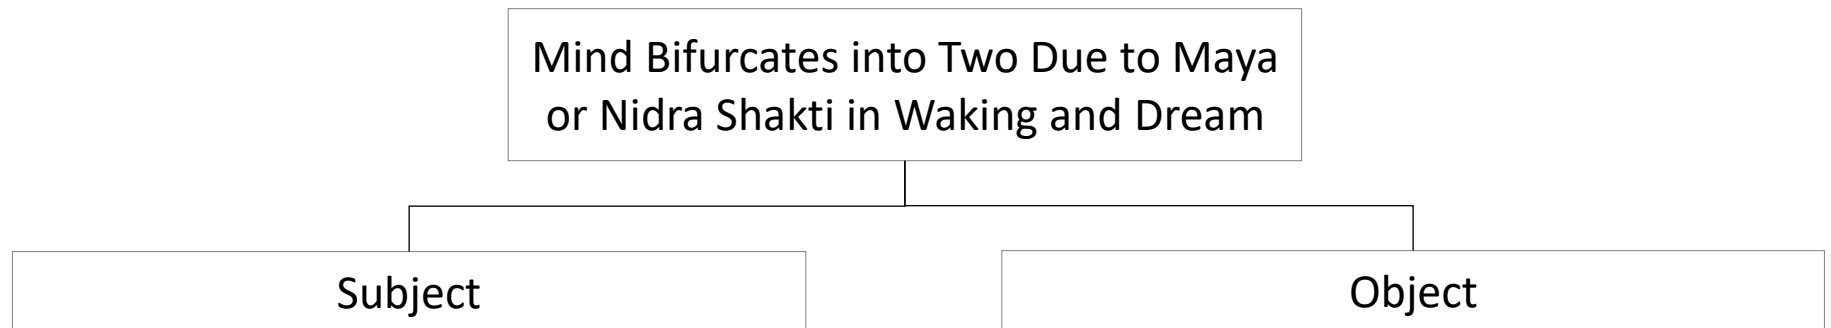 Mind Bifurcates into Two Due to Maya
or Nidra Shakti in Waking and Dream
Subject
Object